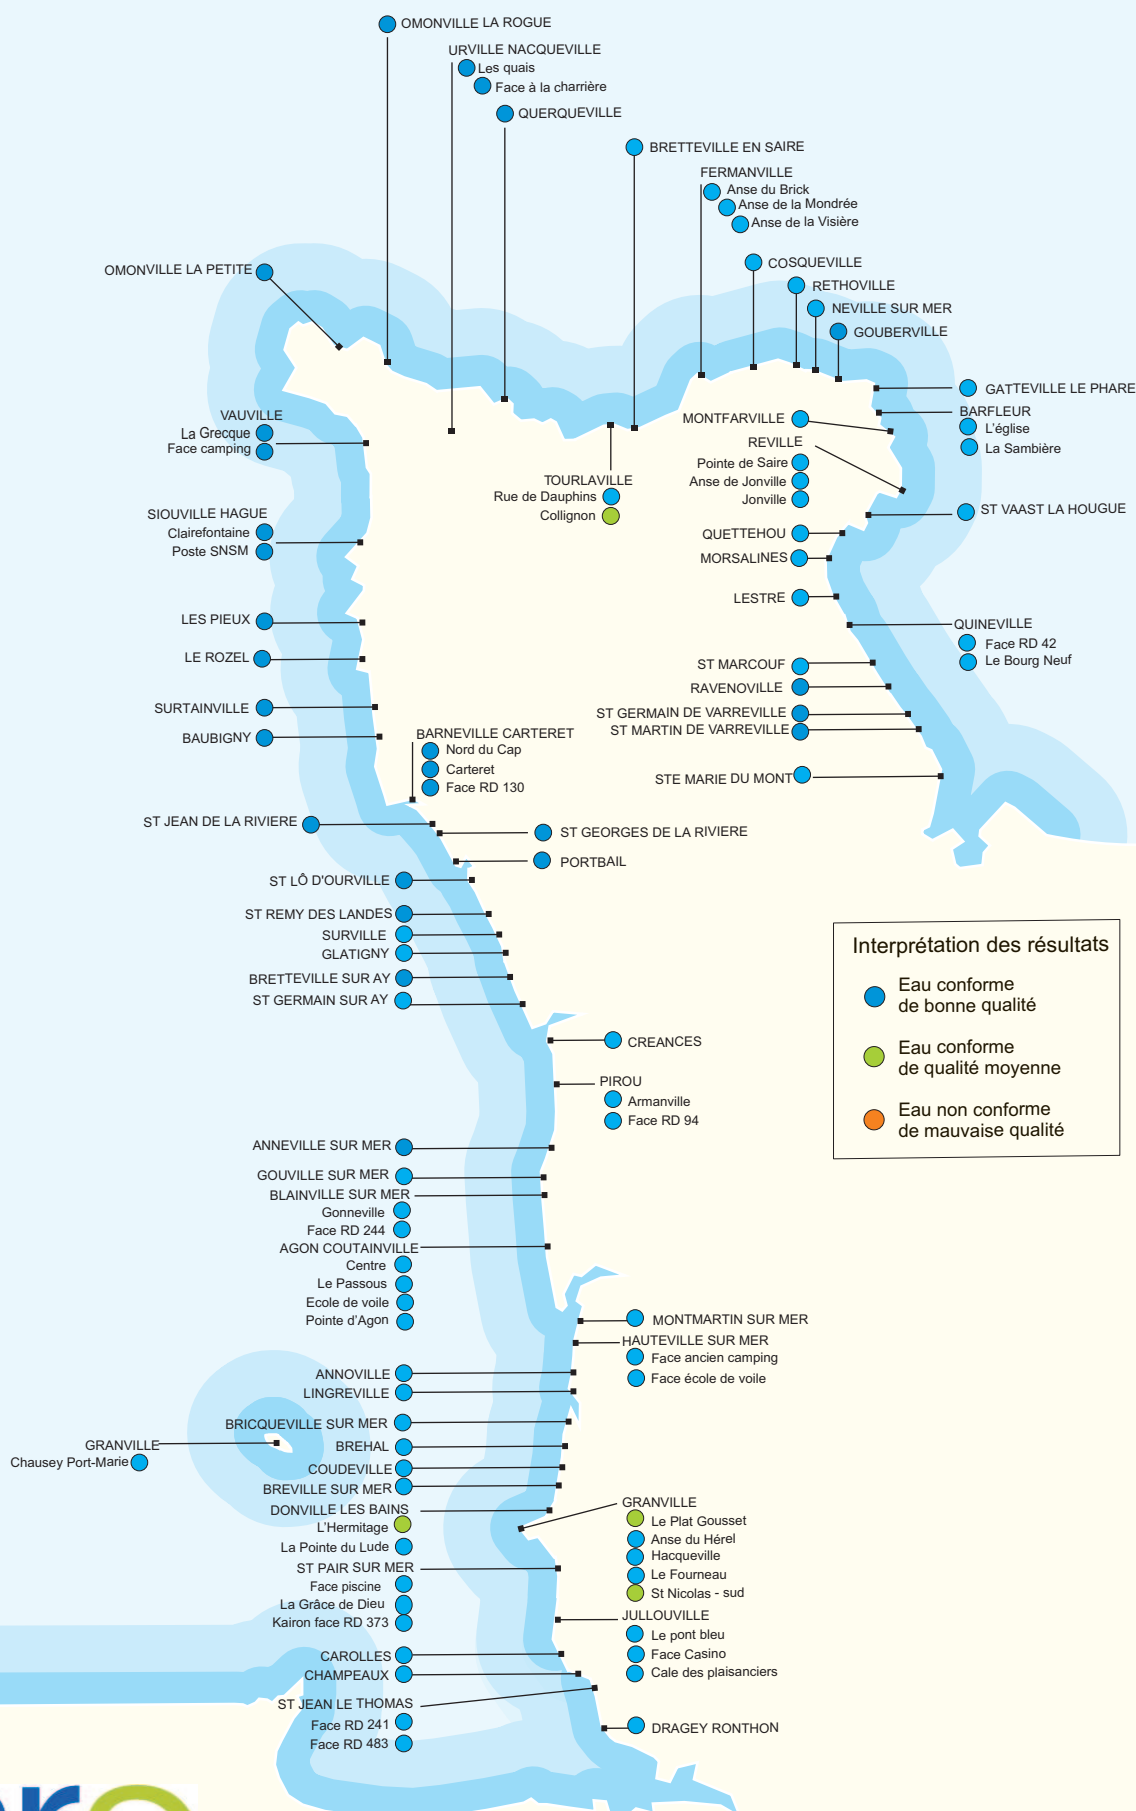 OMONVILLE LA ROGUE
URVILLE NACQUEVILLE
Les quais
Face à la charrière
QUERQUEVILLE
BRETTEVILLE EN SAIRE
FERMANVILLE
Anse du Brick
Anse de la Mondrée
Anse de la Visière
COSQUEVILLE
OMONVILLE LA PETITE
RETHOVILLE
NEVILLE SUR MER
GOUBERVILLE
GATTEVILLE LE PHARE
BARFLEUR
L'église
La Sambière
VAUVILLE
La Grecque
Face camping
MONTFARVILLE
REVILLE
Pointe de Saire
Anse de Jonville
Jonville
TOURLAVILLE
Rue de Dauphins
Collignon
SIOUVILLE HAGUE
Clairefontaine
Poste SNSM
ST VAAST LA HOUGUE
QUETTEHOU
MORSALINES
LESTRE
LES PIEUX
QUINEVILLE
Face RD 42
Le Bourg Neuf
LE ROZEL
ST MARCOUF
RAVENOVILLE
SURTAINVILLE
ST GERMAIN DE VARREVILLE
ST MARTIN DE VARREVILLE
BAUBIGNY
BARNEVILLE CARTERET
Nord du Cap
Carteret
Face RD 130
STE MARIE DU MONT
ST JEAN DE LA RIVIERE
ST GEORGES DE LA RIVIERE
PORTBAIL
ST LÔ D'OURVILLE
ST REMY DES LANDES
SURVILLE
GLATIGNY
BRETTEVILLE SUR AY
ST GERMAIN SUR AY
Interprétation des résultats
Eau conforme
de bonne qualité
Eau conforme
de qualité moyenne
Eau non conforme
de mauvaise qualité
CREANCES
PIROU
Armanville
Face RD 94
ANNEVILLE SUR MER
GOUVILLE SUR MER
BLAINVILLE SUR MER
Gonneville
Face RD 244
AGON COUTAINVILLE
Centre
Le Passous
Ecole de voile
Pointe d'Agon
MONTMARTIN SUR MER
HAUTEVILLE SUR MER
Face ancien camping
Face école de voile
ANNOVILLE
LINGREVILLE
BRICQUEVILLE SUR MER
GRANVILLE
Chausey Port-Marie
BREHAL
COUDEVILLE
BREVILLE SUR MER
DONVILLE LES BAINS
L'Hermitage
La Pointe du Lude
GRANVILLE
Le Plat Gousset
Anse du Hérel
Hacqueville
Le Fourneau
St Nicolas - sud
ST PAIR SUR MER
Face piscine
La Grâce de Dieu
Kairon face RD 373
JULLOUVILLE
Le pont bleu
Face Casino
Cale des plaisanciers
CAROLLES
CHAMPEAUX
ST JEAN LE THOMAS
Face RD 241
Face RD 483
DRAGEY RONTHON